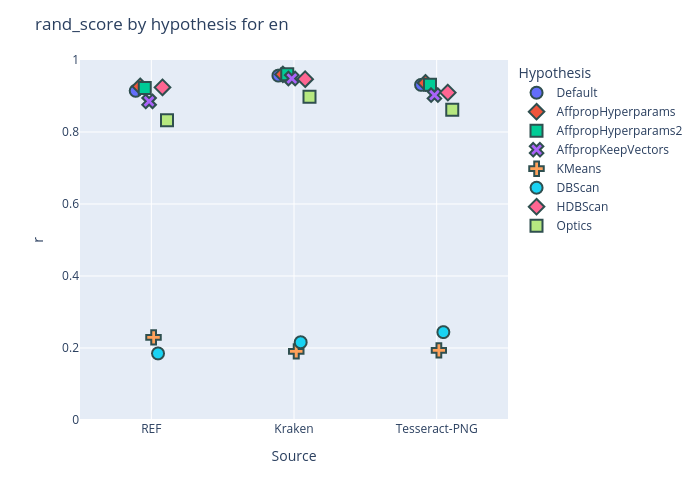 rand_score by hypothesis for en
1
0.8
0.6
0.4
0.2
0
r
REF
Kraken
Tesseract-PNG
Source
Hypothesis
Default
AffpropHyperparams
AffpropHyperparams2
AffpropKeepVectors
KMeans
DBScan
HDBScan
Optics